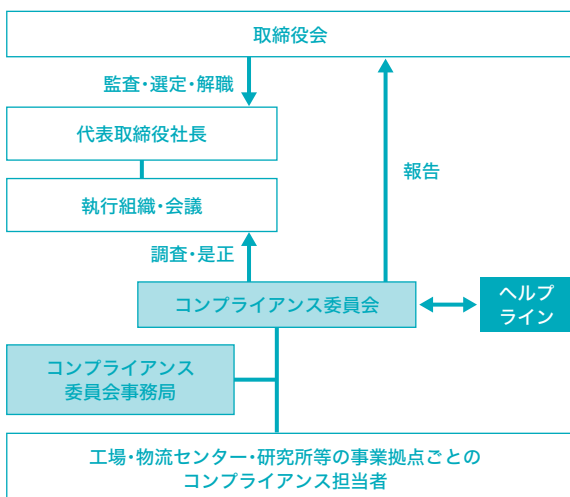 取締役会
監査・選定・解職
代表取締役社長
報告
執行組織・会議
調査・是正
コンプライアンス委員会
ヘルプ
ライン
コンプライアンス
委員会事務局
工場・物流センター・研究所等の事業拠点ごとの
コンプライアンス担当者